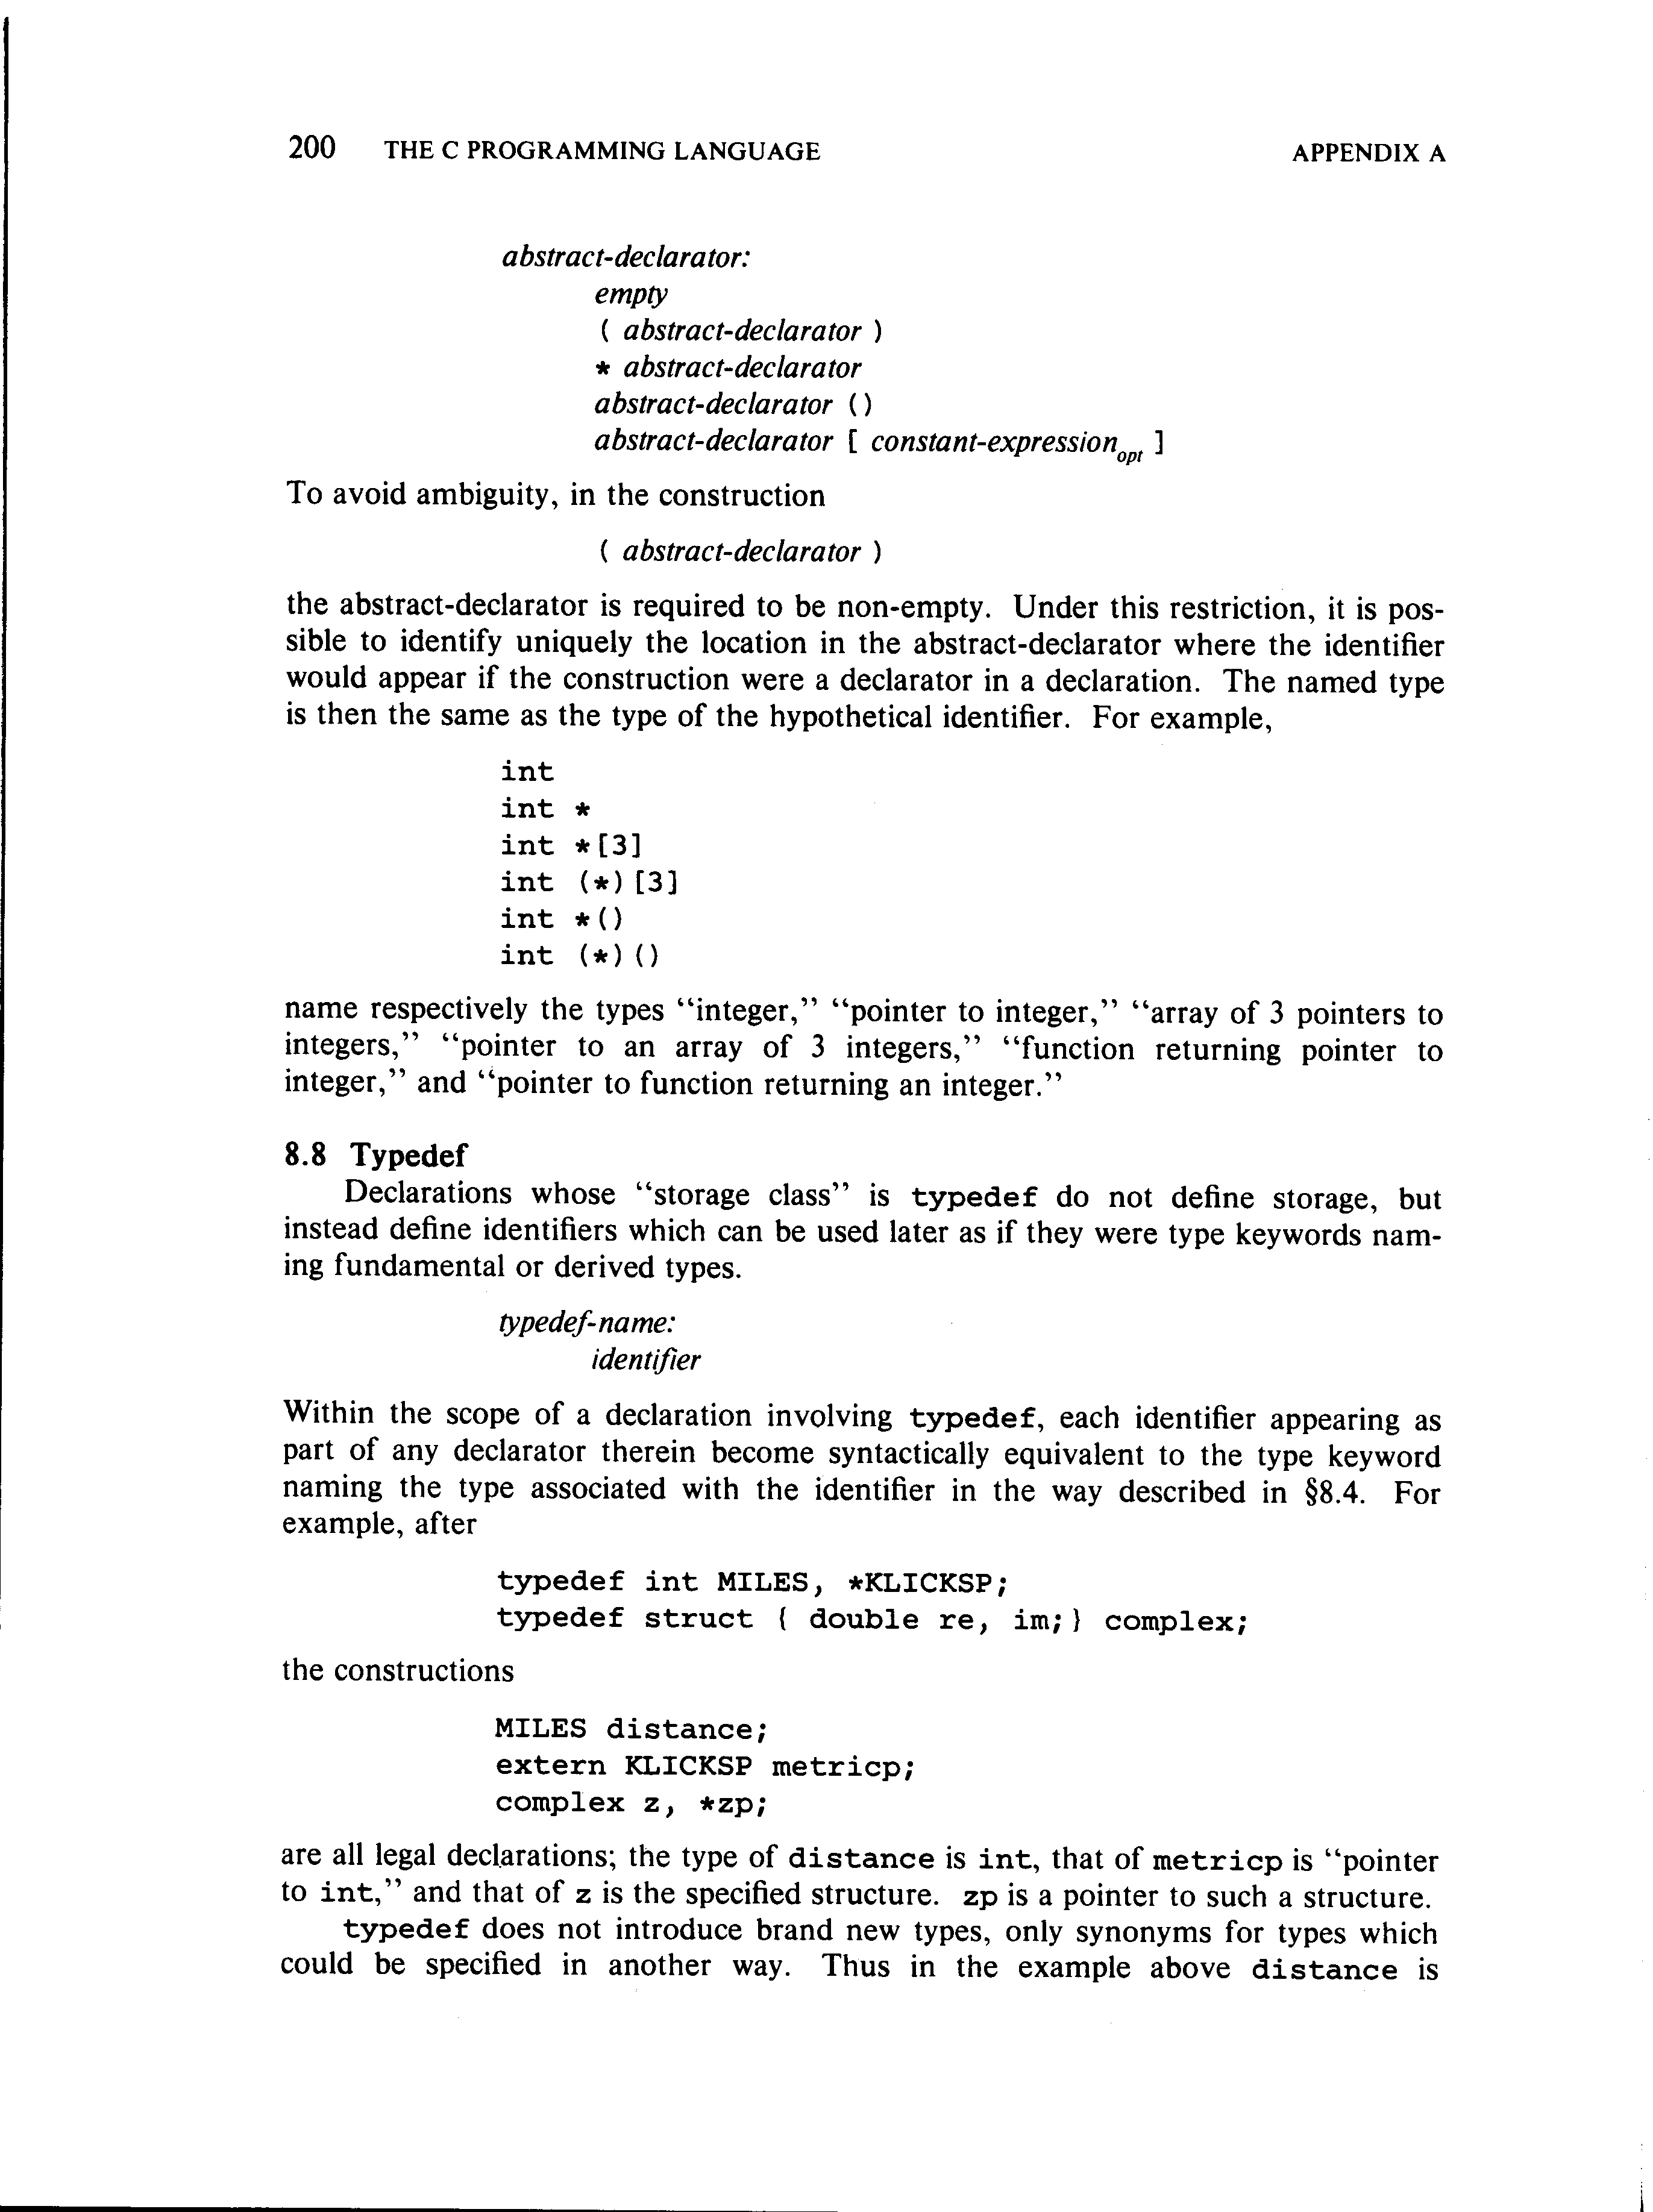 200 THE C PROGRAMMING LANGUAGE APPENDIX A
abstract-declarator:
empty
( abstract-declarator )
* abstract-declarator
abstract-declarator ()
abstract-declarator [ constant-expression opt ]
To avoid ambiguity, in the construction
( abstract-declarator )
the abstract-declarator is required to be non-empty. Under this restriction, it is pos-
sible to identify uniquely the location in the abstract-declarator where the identifier
would appear if the construction were a declarator in a declaration. The named type
is then the same as the type of the hypothetical identifier. For example,
int
int *
int *[3]
int (*)[3]
int *()
int (*)()
name respectively the types ‘‘integer,’’ ‘‘pointer to integer,’’ ‘‘array of 3 pointers to
integers,’’ ‘‘pointer to an array of 3 integers,’’ ‘‘function returning pointer to
integer,’’ and ‘‘pointer to function returning an integer.’’
8.8 Typedef
Declarations whose ‘‘storage class’’ is typedef do not define storage, but
instead define identifiers which can be used later as if they were type keywords nam-
ing fundamental or derived types.
typedef-name:
identifier
Within the scope of a declaration involving typedef, each identifier appearing as
part of any declarator therein become syntactically equivalent to the type keyword
naming the type associated with the identifier in the way described in §8.4. For
example, after
typedef int MILES, *KLICKSP;
typedef struct { double re, im;} complex;
the constructions
MILES distance;
extern KLICKSP metricp;
complex z, *zp;
are all legal declarations; the type of distance is int, that of metricp is ‘‘pointer
to int,’’ and that of z is the specified structure. zp is a pointer to such a structure.
typedef does not introduce brand new types, only synonyms for types which
could be specified in another way. Thus in the example above distance is